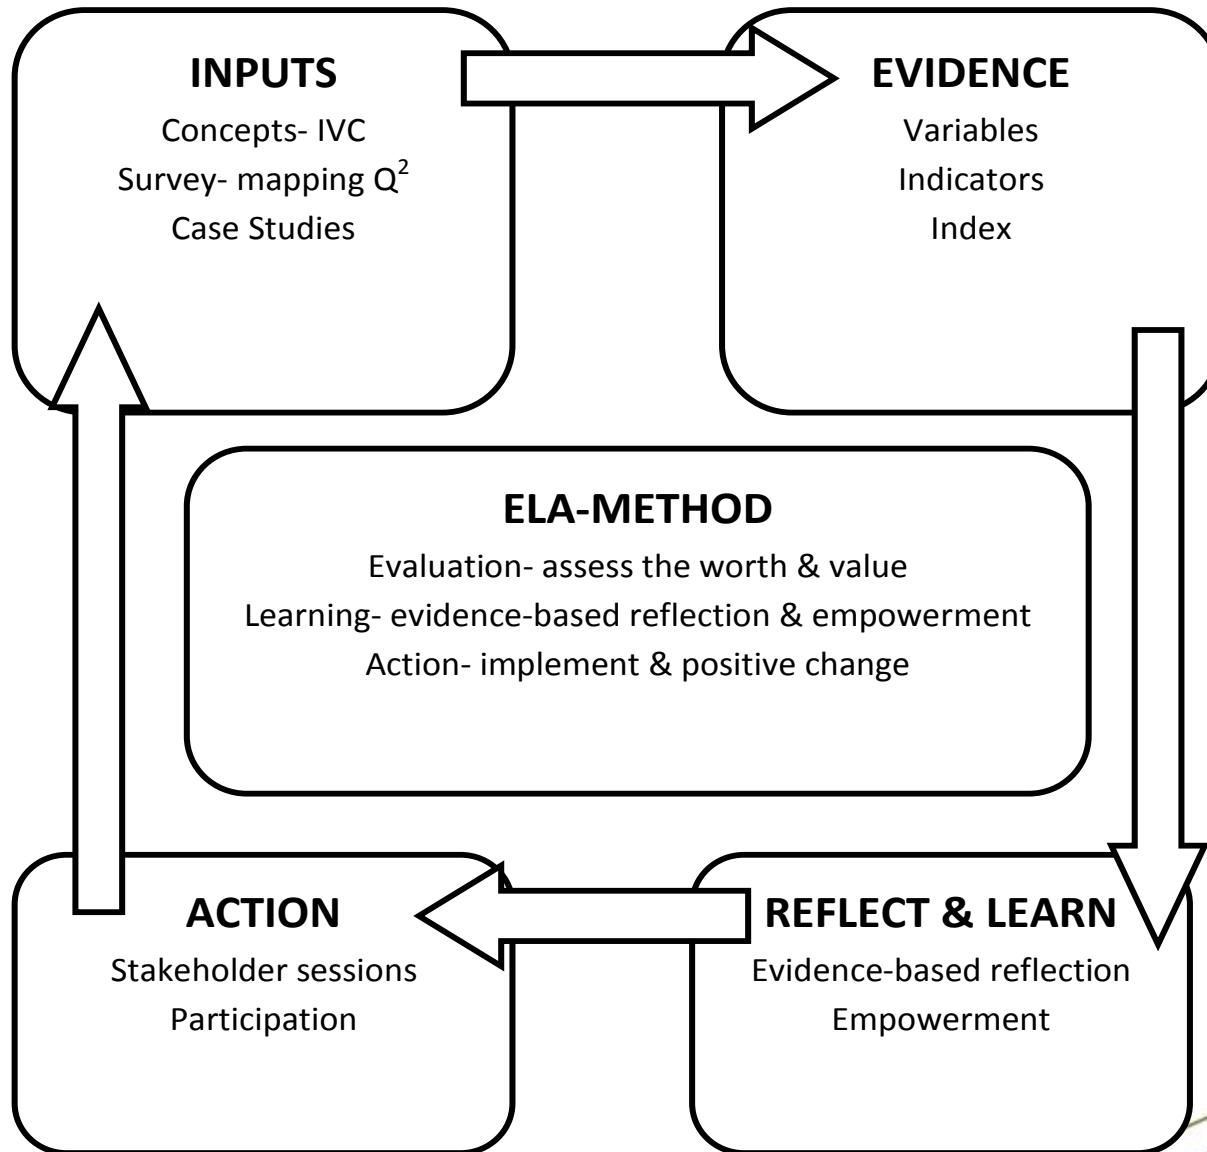 INPUTS
Concepts- IVC
Survey- mapping Q²
Case Studies
EVIDENCE
Variables
Indicators
Index
ELA-METHOD
Evaluation- assess the worth & value
Learning- evidence-based reflection & empowerment
Action- implement & positive change
ACTION
Stakeholder sessions
Participation
REFLECT & LEARN
Evidence-based reflection
Empowerment